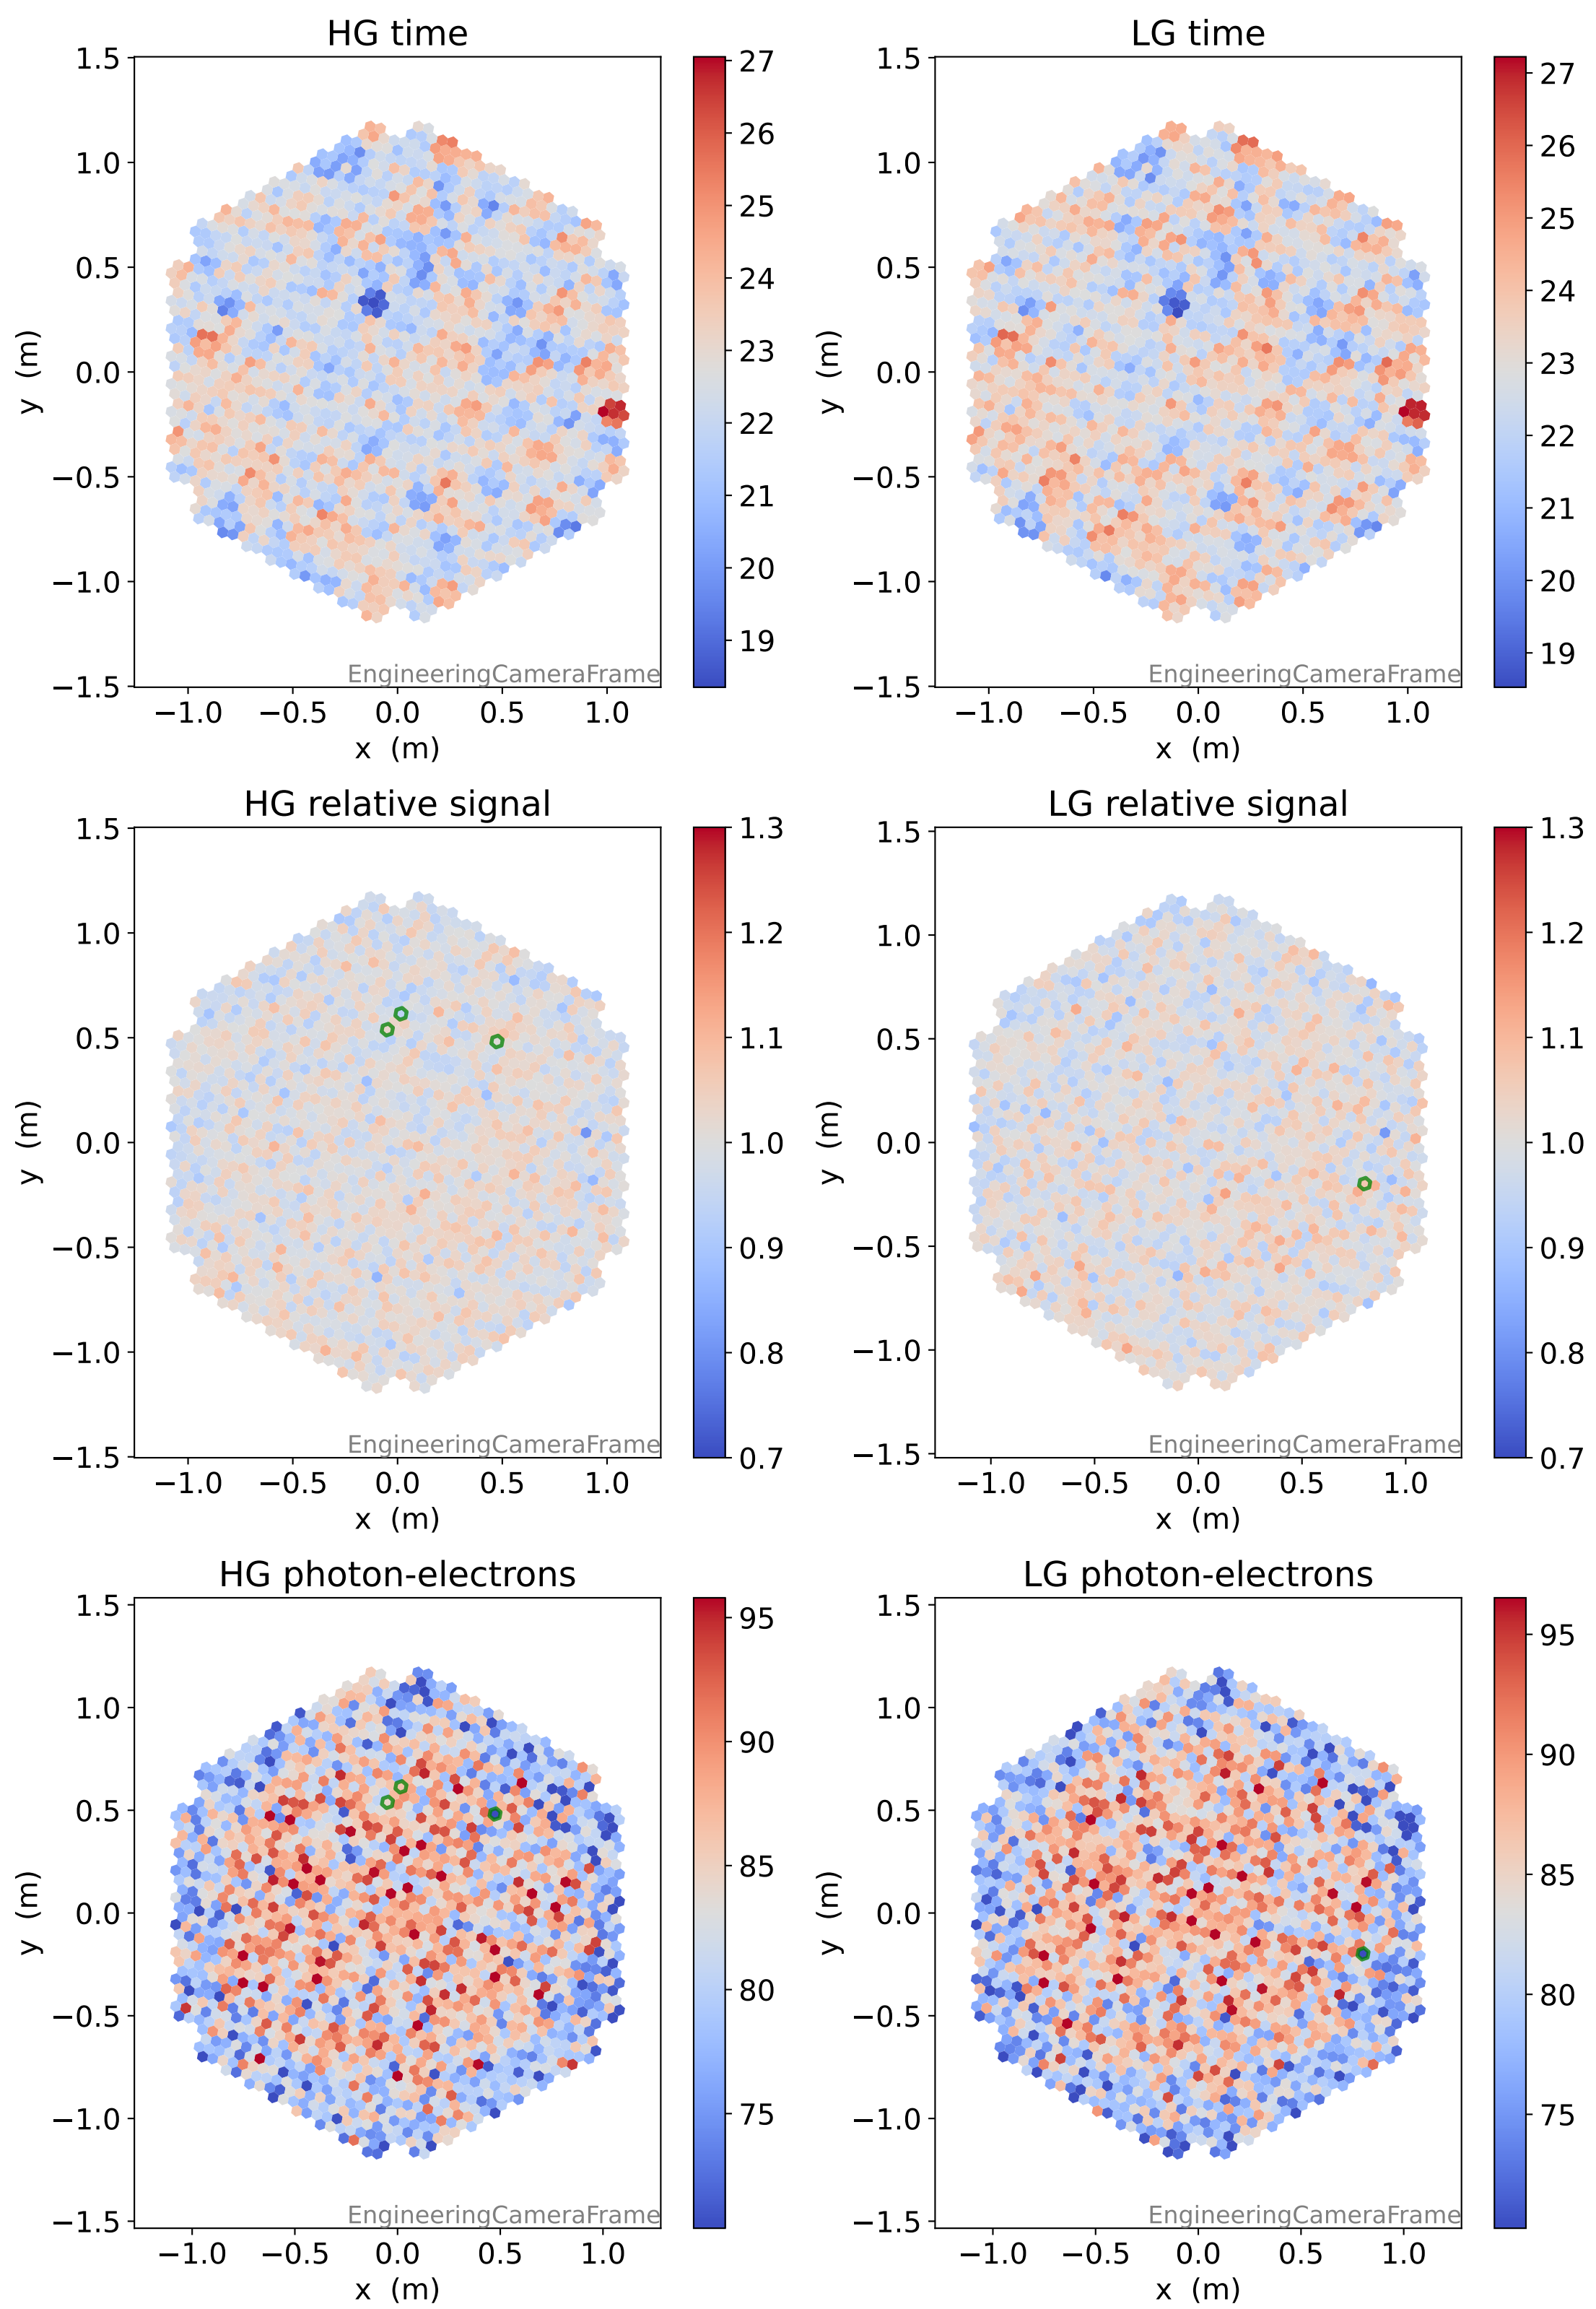 HG time
1.5
1.0
0.5
0.0
−0.5
−1.0
−1.5
y (m)
−1.0 −0.5 0.0 0.5 1.0
x (m)
EngineeringCameraFrame
27
26
25
24
23
22
21
20
19
LG time
1.5
1.0
0.5
0.0
−0.5
−1.0
−1.5
y (m)
−1.0 −0.5 0.0 0.5 1.0
x (m)
EngineeringCameraFrame
27
26
25
24
23
22
21
20
19
HG relative signal
1.5
1.0
0.5
0.0
−0.5
−1.0
−1.5
y (m)
−1.0 −0.5 0.0 0.5 1.0
x (m)
EngineeringCameraFrame
1.3
1.2
1.1
1.0
0.9
0.8
0.7
LG relative signal
1.5
1.0
0.5
0.0
−0.5
−1.0
−1.5
y (m)
−1.0 −0.5 0.0 0.5 1.0
x (m)
EngineeringCameraFrame
1.3
1.2
1.1
1.0
0.9
0.8
0.7
HG photon-electrons
1.5
1.0
0.5
0.0
−0.5
−1.0
−1.5
y (m)
−1.0 −0.5 0.0 0.5 1.0
x (m)
EngineeringCameraFrame
95
90
85
80
75
LG photon-electrons
1.5
1.0
0.5
0.0
−0.5
−1.0
−1.5
y (m)
−1.0 −0.5 0.0 0.5 1.0
x (m)
EngineeringCameraFrame
95
90
85
80
75